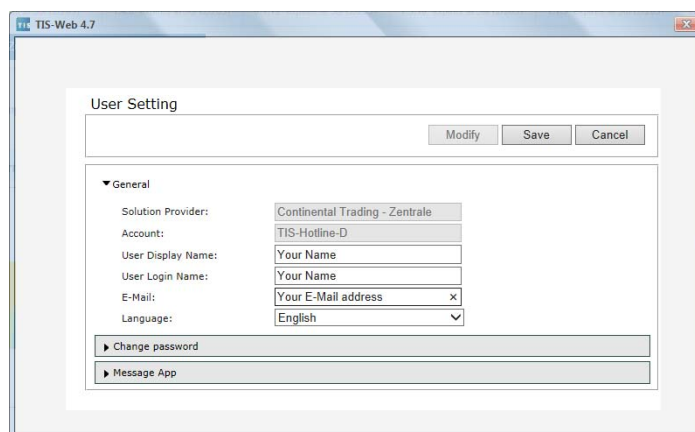 TIS-Web 4.7
User Setting
Modify Save Cancel
General
Solution Provider: Continental Trading - Zentrale
Account: TIS-Hotline-D
User Display Name: Your Name
User Login Name: Your Name
E-Mail: Your E-Mail address
Language: English
Change password
Message App